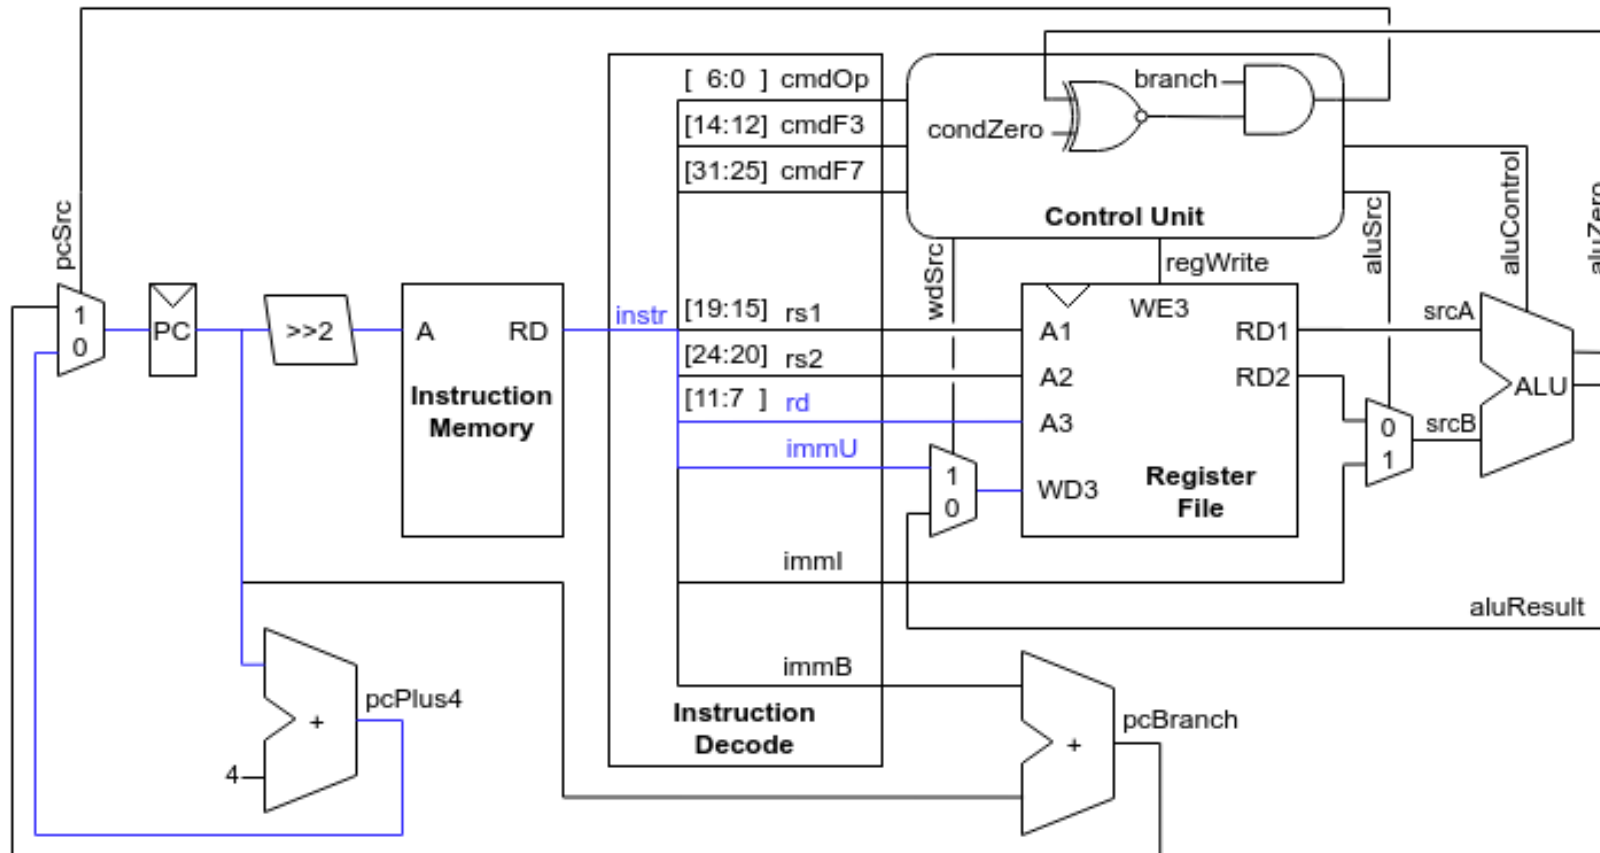 [ 6:0 ] cmdOp
branch
[14:12] cmdF3
condZero
[31:25] cmdF7
Control Unit
pcSrc
wdSrc
regWrite
aluSrc
aluControl
aluZero
1
0
PC
>>2
A
RD
Instruction
Memory
instr
[19:15] rs1
[24:20] rs2
[11:7 ] rd
immU
1
0
A1
A2
A3
WD3
WE3
RD1
RD2
Register
File
srcA
0
1
srcB
ALU
immI
aluResult
immB
pcPlus4
+
4
Instruction
Decode
pcBranch
+